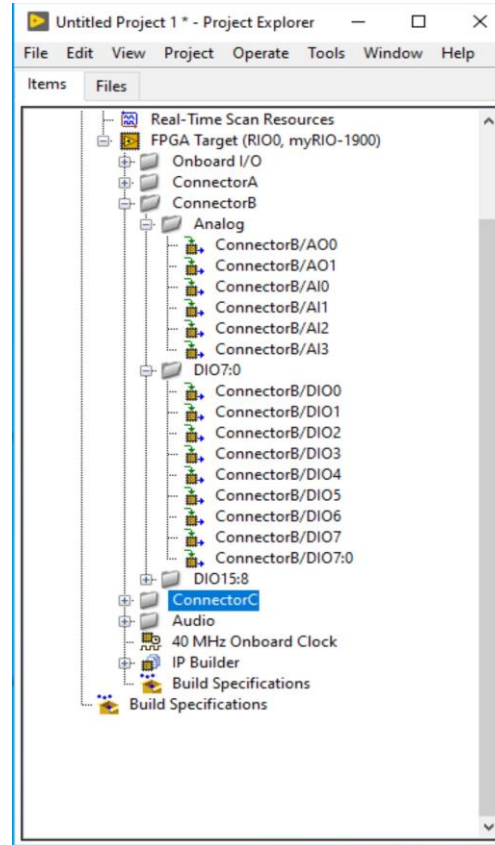 Untitled Project 1 * - Project Explorer
File Edit View Project Operate Tools Window Help
Items Files
Real-Time Scan Resources
FPGA Target (RIO0, myRIO-1900)
Onboard I/O
ConnectorA
ConnectorB
Analog
ConnectorB/AO0
ConnectorB/AO1
ConnectorB/AI0
ConnectorB/AI1
ConnectorB/AI2
ConnectorB/AI3
DIO7:0
ConnectorB/DIO0
ConnectorB/DIO1
ConnectorB/DIO2
ConnectorB/DIO3
ConnectorB/DIO4
ConnectorB/DIO5
ConnectorB/DIO6
ConnectorB/DIO7
ConnectorB/DIO7:0
DIO15:8
ConnectorC
Audio
40 MHz Onboard Clock
IP Builder
Build Specifications
Build Specifications